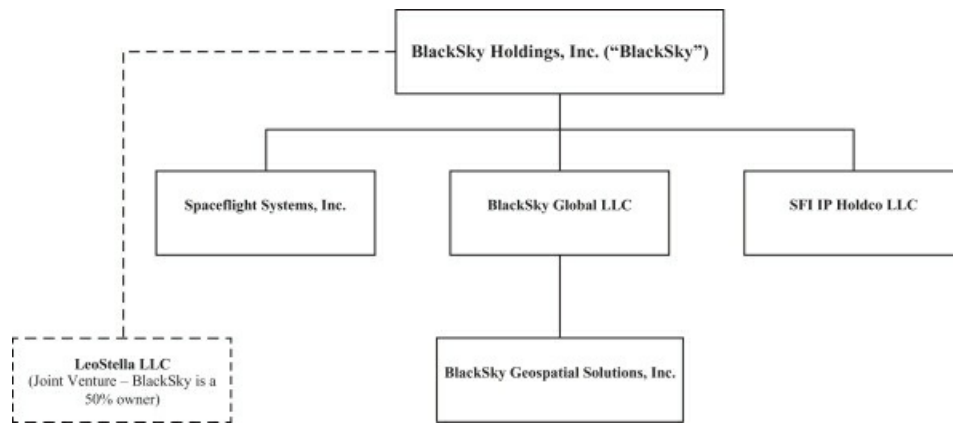 BlackSky Holdings, Inc. (“BlackSky”)
Spaceflight Systems, Inc.
BlackSky Global LLC
SFI IP Holdco LLC
LeoStella LLC
(Joint Venture – BlackSky is a
50% owner)
BlackSky Geospatial Solutions, Inc.